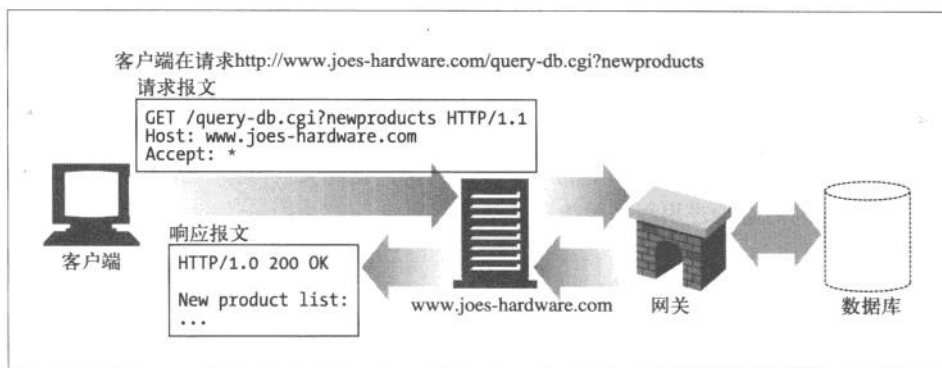 客户端在请求http://www.joes-hardware.com/query-db.cgi?newproducts
请求报文
GET /query-db.cgi?newproducts HTTP/1.1
Host: www.joes-hardware.com
Accept: *
客户端
响应报文
HTTP/1.0 200 OK
New product list:
...
www.joes-hardware.com
网关
数据库